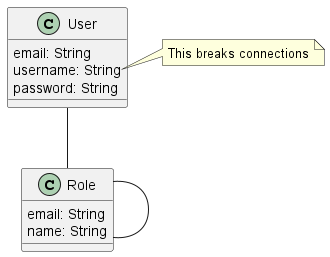 C User
email: String
username: String
password: String
This breaks connections
C Role
email: String
name: String